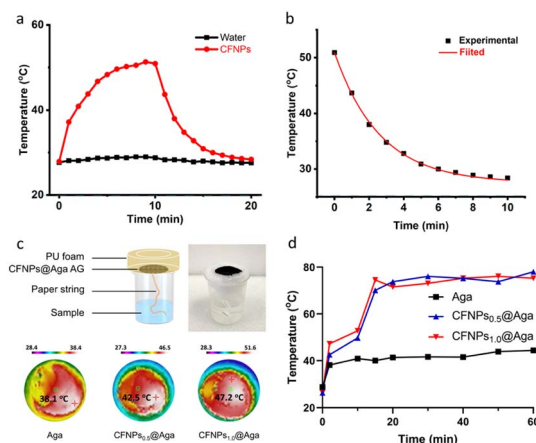 a
Water
CFNPs
Temperature (°C)
60
40
20
0
5
10
15
20
Time (min)
b
Experimental
Fiited
Temperature (°C)
50
40
30
0
2
4
6
8
10
Time (min)
c
PU foam
CFNPs@Aga AG
Paper string
Sample
28.4
38.4
27.3
46.5
28.3
51.6
38.1 °C
42.5 °C
47.2 °C
Aga
CFNPs0.5@Aga
CFNPs1.0@Aga
d
Aga
CFNPs0.5@Aga
CFNPs1.0@Aga
Temperature (°C)
80
60
40
20
0
0
20
40
60
Time (min)